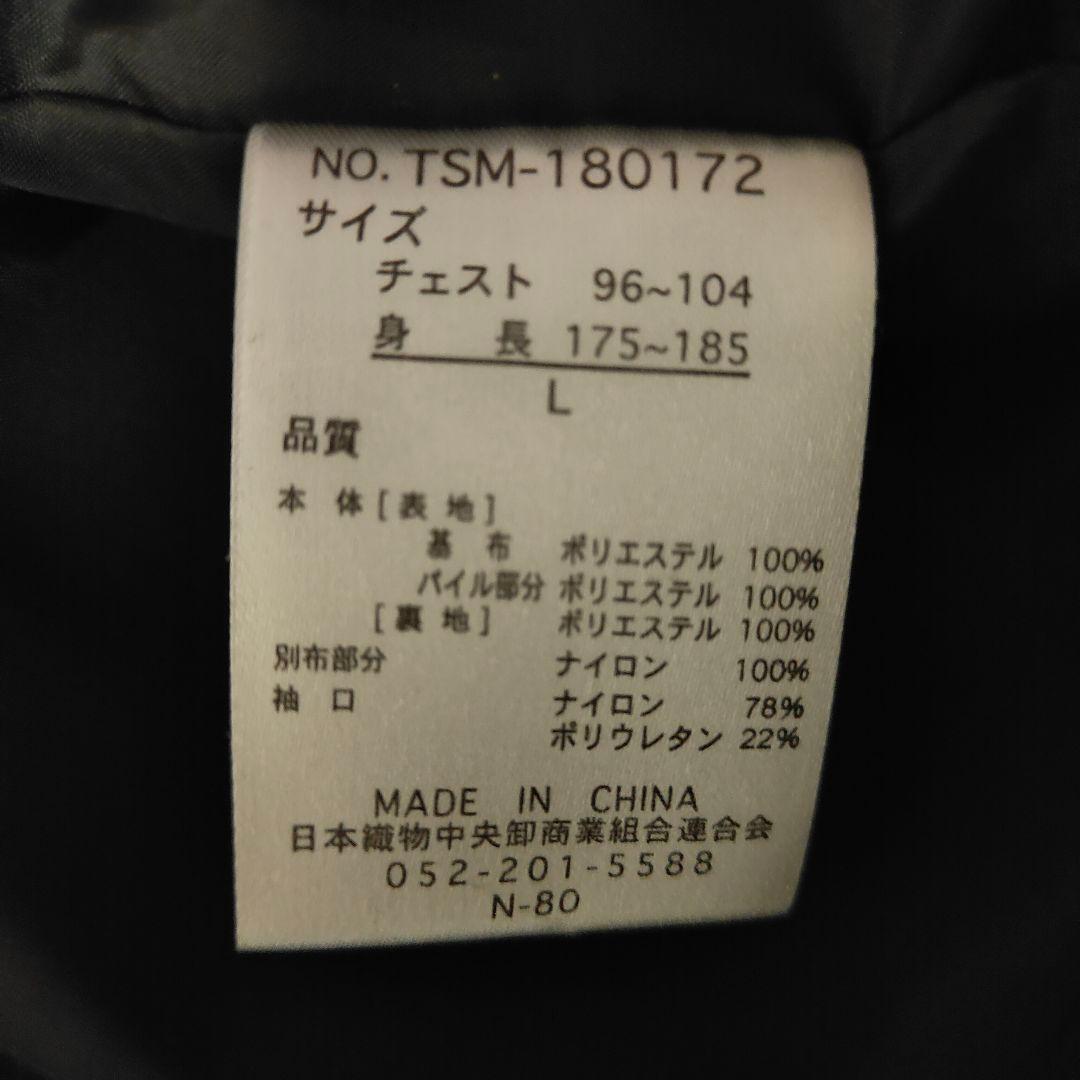 NO. TSM-180172
サイズ
チェスト 96~104
身 長 175~185
L
品質
本 体 [ 表 地 ]
基 布 ポリエステル 100%
パイル部分 ポリエステル 100%
[ 裏 地 ] ポリエステル 100%
別布部分 ナイロン 100%
袖 口 ナイロン 78%
ポリウレタン 22%
MADE IN CHINA
日本織物中央卸商業組合連合会
052-201-5588
N-80